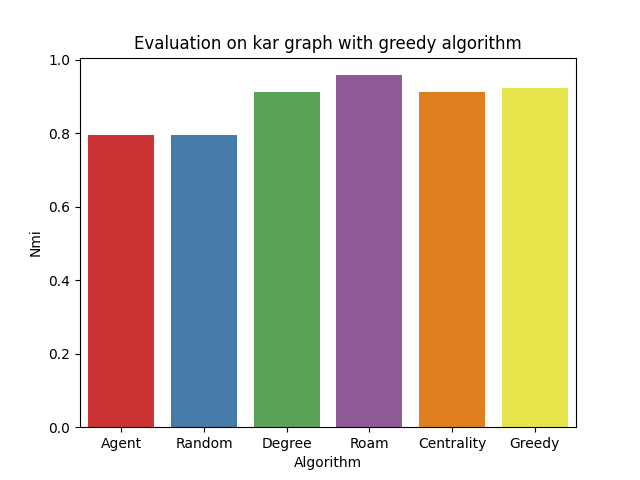 Evaluation on kar graph with greedy algorithm
1.0
0.8
0.6
0.4
0.2
0.0
Nmi
Agent Random Degree Roam Centrality Greedy
Algorithm